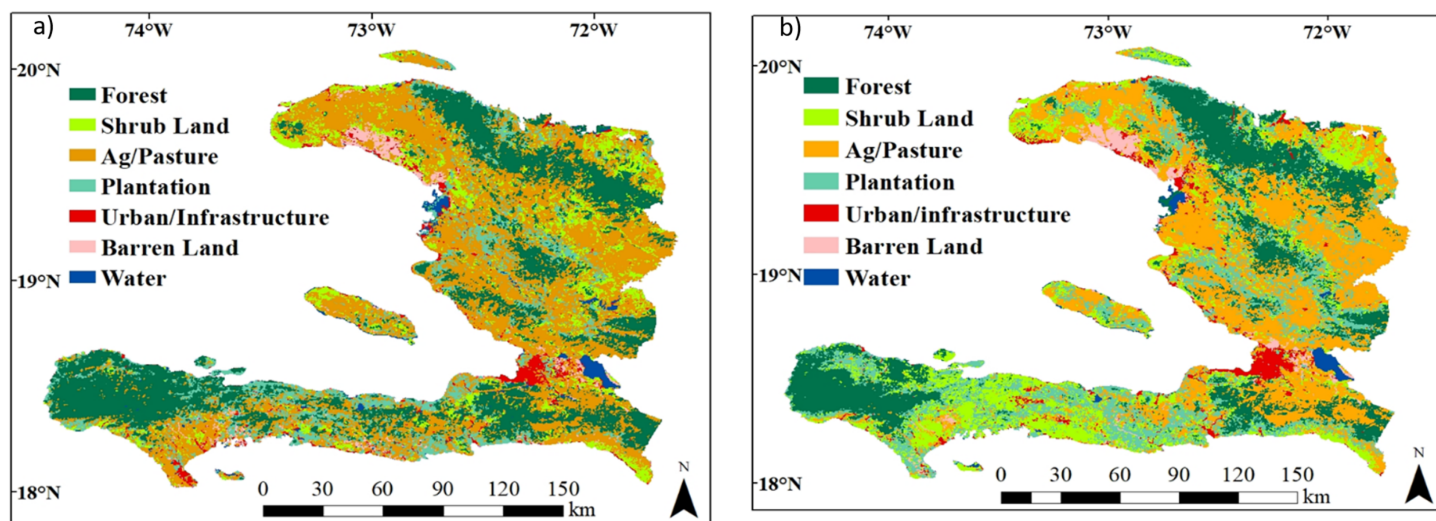 a)
74°W 73°W 72°W
20°N
Forest
Shrub Land
Ag/Pasture
Plantation
Urban/Infrastructure
Barren Land
Water
19°N
18°N
0 30 60 90 120 150
km
N
b)
74°W 73°W 72°W
20°N
Forest
Shrub Land
Ag/Pasture
Plantation
Urban/infrastructure
Barren Land
Water
19°N
18°N
0 30 60 90 120 150
km
N